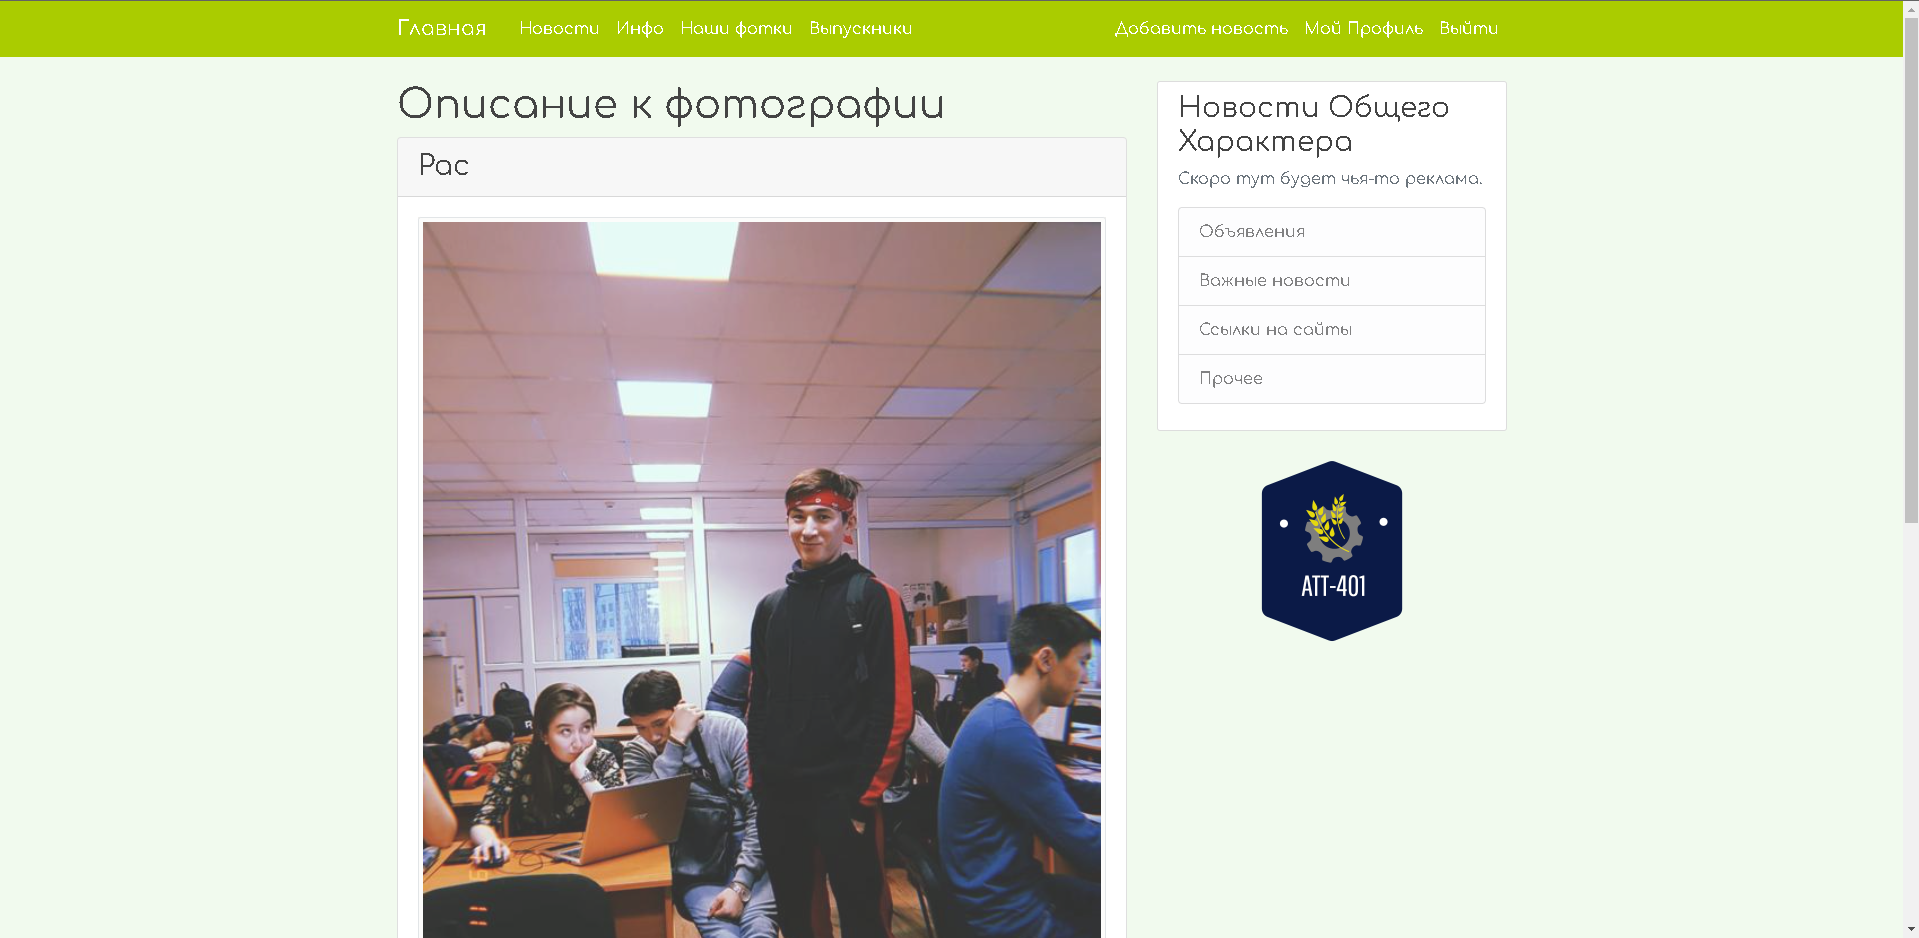 Главная Новости Инфо Наши фотки Выпускники Добавить новость Мой Профиль Выйти
Описание к фотографии
Рас
Новости Общего
Характера
Скоро тут будет чья-то реклама.
Объявления
Важные новости
Ссылки на сайты
Прочее
АТТ-401